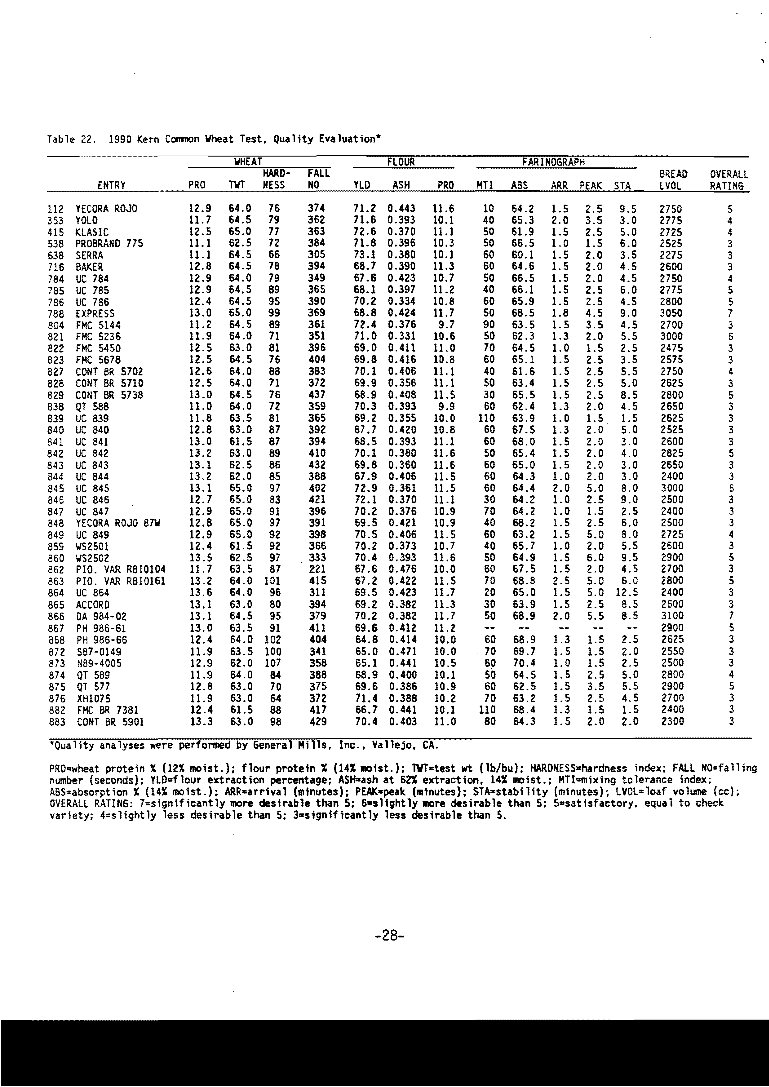 Table 22. 1990 Kern Common Wheat Test, Quality Evaluation*
WHEAT FLOUR FARINOGRAPH
HARD- FALL BREAD OVERALL
ENTRY PRO TWT NESS NO YLD ASH PRO MTI ABS ARR PEAK STA LVOL RATING
112 YECORA ROJO 12.9 64.0 76 374 71.2 0.443 11.6 10 64.2 1.5 2.5 9.5 2750 5
353 YOLO 11.7 64.5 79 362 71.6 0.393 10.1 40 65.3 2.0 3.5 3.0 2775 4
415 KLASIC 12.5 65.0 77 363 72.6 0.370 11.1 50 61.9 1.5 2.5 5.0 2725 4
538 PROBRAND 775 11.1 62.5 72 384 71.8 0.396 10.3 50 66.5 1.0 1.5 6.0 2525 3
638 SERRA 11.1 64.5 66 305 73.1 0.380 10.1 60 60.1 1.5 2.0 3.5 2275 3
716 BAKER 12.8 64.5 78 394 68.7 0.390 11.3 60 64.6 1.5 2.0 4.5 2600 3
784 UC 784 12.9 64.0 79 349 67.6 0.423 10.7 50 66.5 1.5 2.0 4.5 2750 4
785 UC 785 12.9 64.5 89 365 68.1 0.397 11.2 40 66.1 1.5 2.5 6.0 2775 5
786 UC 786 12.4 64.5 95 390 70.2 0.334 10.8 60 65.9 1.5 2.5 4.5 2800 5
788 EXPRESS 13.0 65.0 99 369 68.8 0.424 11.7 50 68.5 1.8 4.5 9.0 3050 7
804 FMC 5144 11.2 64.5 89 361 72.4 0.376 9.7 90 63.5 1.5 3.5 4.5 2700 3
821 FMC 5236 11.9 64.0 71 351 71.0 0.331 10.6 50 62.3 1.3 2.0 5.5 3000 6
822 FMC 5450 12.5 63.0 81 396 69.0 0.411 11.0 70 64.5 1.0 1.5 2.5 2475 3
823 FMC 5678 12.5 64.5 76 404 69.8 0.416 10.8 60 65.1 1.5 2.5 3.5 2575 3
827 CONT BR 5702 12.6 64.0 88 383 70.1 0.406 11.1 40 61.6 1.5 2.5 5.5 2750 4
828 CONT BR 5710 12.5 64.0 71 372 69.9 0.356 11.1 50 63.4 1.5 2.5 5.0 2625 3
829 CONT BR 5738 13.0 64.5 76 437 68.9 0.408 11.5 30 65.5 1.5 2.5 8.5 2800 5
838 QT 588 11.0 64.0 72 359 70.3 0.393 9.9 60 62.4 1.3 2.0 4.5 2650 3
839 UC 839 11.8 63.5 81 365 69.2 0.355 10.0 110 63.9 1.0 1.5 1.5 2625 3
840 UC 840 12.8 63.0 87 392 67.7 0.420 10.8 60 67.5 1.3 2.0 5.0 2525 3
841 UC 841 13.0 61.5 87 394 68.5 0.393 11.1 60 68.0 1.5 2.0 3.0 2600 3
842 UC 842 13.2 63.0 89 410 70.1 0.380 11.6 50 65.4 1.5 2.0 4.0 2825 5
843 UC 843 13.1 62.5 86 432 69.8 0.360 11.6 60 65.0 1.5 2.0 3.0 2650 3
844 UC 844 13.2 62.0 85 388 67.9 0.406 11.5 60 64.3 1.0 2.0 3.0 2400 3
845 UC 845 13.1 65.0 97 402 72.9 0.361 11.5 60 64.4 2.0 5.0 8.0 3000 6
846 UC 846 12.7 65.0 83 421 72.1 0.370 11.1 30 64.2 1.0 2.5 9.0 2500 3
847 UC 847 12.9 65.0 91 396 70.2 0.376 10.9 70 64.2 1.0 1.5 2.5 2400 3
848 YECORA ROJO 87W 12.8 65.0 97 391 69.5 0.421 10.9 40 68.2 1.5 2.5 6.0 2500 3
849 UC 849 12.9 65.0 92 398 70.5 0.406 11.5 60 63.2 1.5 5.0 8.0 2725 4
859 WS2501 12.4 61.5 92 366 70.2 0.373 10.7 40 65.7 1.0 2.0 5.5 2600 3
860 WS2502 13.5 62.5 97 333 70.4 0.393 11.6 50 64.9 1.5 6.0 9.5 2900 5
862 PIO. VAR RBI0104 11.7 63.5 87 221 67.6 0.476 10.0 60 67.5 1.5 2.0 4.5 2700 3
863 PIO. VAR RBI0161 13.2 64.0 101 415 67.2 0.422 11.5 70 68.8 2.5 5.0 6.0 2800 5
864 UC 864 13.6 64.0 96 311 69.5 0.423 11.7 20 65.0 1.5 5.0 12.5 2400 3
865 ACCORD 13.1 63.0 80 394 69.2 0.382 11.3 30 63.9 1.5 2.5 8.5 2600 3
866 DA 984-02 13.1 64.5 95 379 70.2 0.382 11.7 50 68.9 2.0 5.5 8.5 3100 7
867 PH 986-61 13.0 63.5 91 411 69.6 0.412 11.2 -- -- -- -- -- 2900 5
868 PH 986-66 12.4 64.0 102 404 64.8 0.414 10.0 60 68.9 1.3 1.5 2.5 2625 3
872 S87-0149 11.9 63.5 100 341 65.0 0.471 10.0 70 69.7 1.5 1.5 2.0 2550 3
873 N89-4005 12.9 62.0 107 358 65.1 0.441 10.5 60 70.4 1.0 1.5 2.5 2500 3
874 QT 589 11.9 64.0 84 388 68.9 0.400 10.1 50 64.5 1.5 2.5 5.0 2800 4
875 QT 577 12.8 63.0 70 375 69.6 0.386 10.9 60 62.5 1.5 3.5 5.5 2900 5
876 XH1075 11.9 63.0 64 372 71.4 0.388 10.2 70 63.2 1.5 2.5 4.5 2700 3
882 FMC BR 7381 12.4 61.5 88 417 66.7 0.441 10.1 110 68.4 1.3 1.5 1.5 2400 3
883 CONT BR 5901 13.3 63.0 98 429 70.4 0.403 11.0 80 64.3 1.5 2.0 2.0 2300 3
*Quality analyses were performed by General Mills, Inc., Vallejo, CA.
PRO=wheat protein % (12% moist.); flour protein % (14% moist.); TWT=test wt (lb/bu); HARDNESS=hardness index; FALL NO=falling
number (seconds); YLD=flour extraction percentage; ASH=ash at 62% extraction, 14% moist.; MTI=mixing tolerance index;
ABS=absorption % (14% moist.); ARR=arrival (minutes); PEAK=peak (minutes); STA=stability (minutes); LVOL=loaf volume (cc);
OVERALL RATING: 7=significantly more desirable than 5; 6=slightly more desirable than 5; 5=satisfactory, equal to check
variety; 4=slightly less desirable than 5; 3=significantly less desirable than 5.
-28-